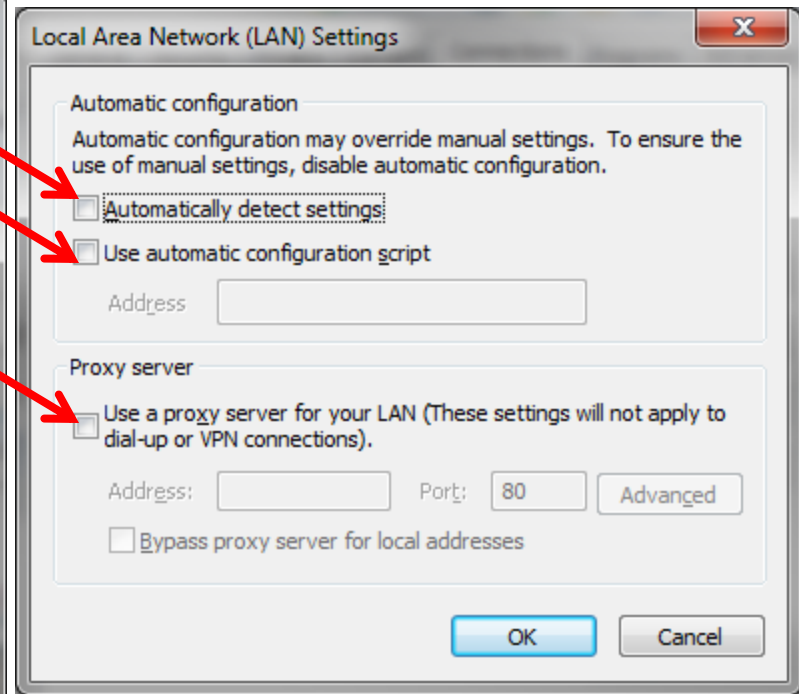 Local Area Network (LAN) Settings
Automatic configuration
Automatic configuration may override manual settings. To ensure the
use of manual settings, disable automatic configuration.
Automatically detect settings
Use automatic configuration script
Address
Proxy server
Use a proxy server for your LAN (These settings will not apply to
dial-up or VPN connections).
Address: Port: 80 Advanced
Bypass proxy server for local addresses
OK Cancel